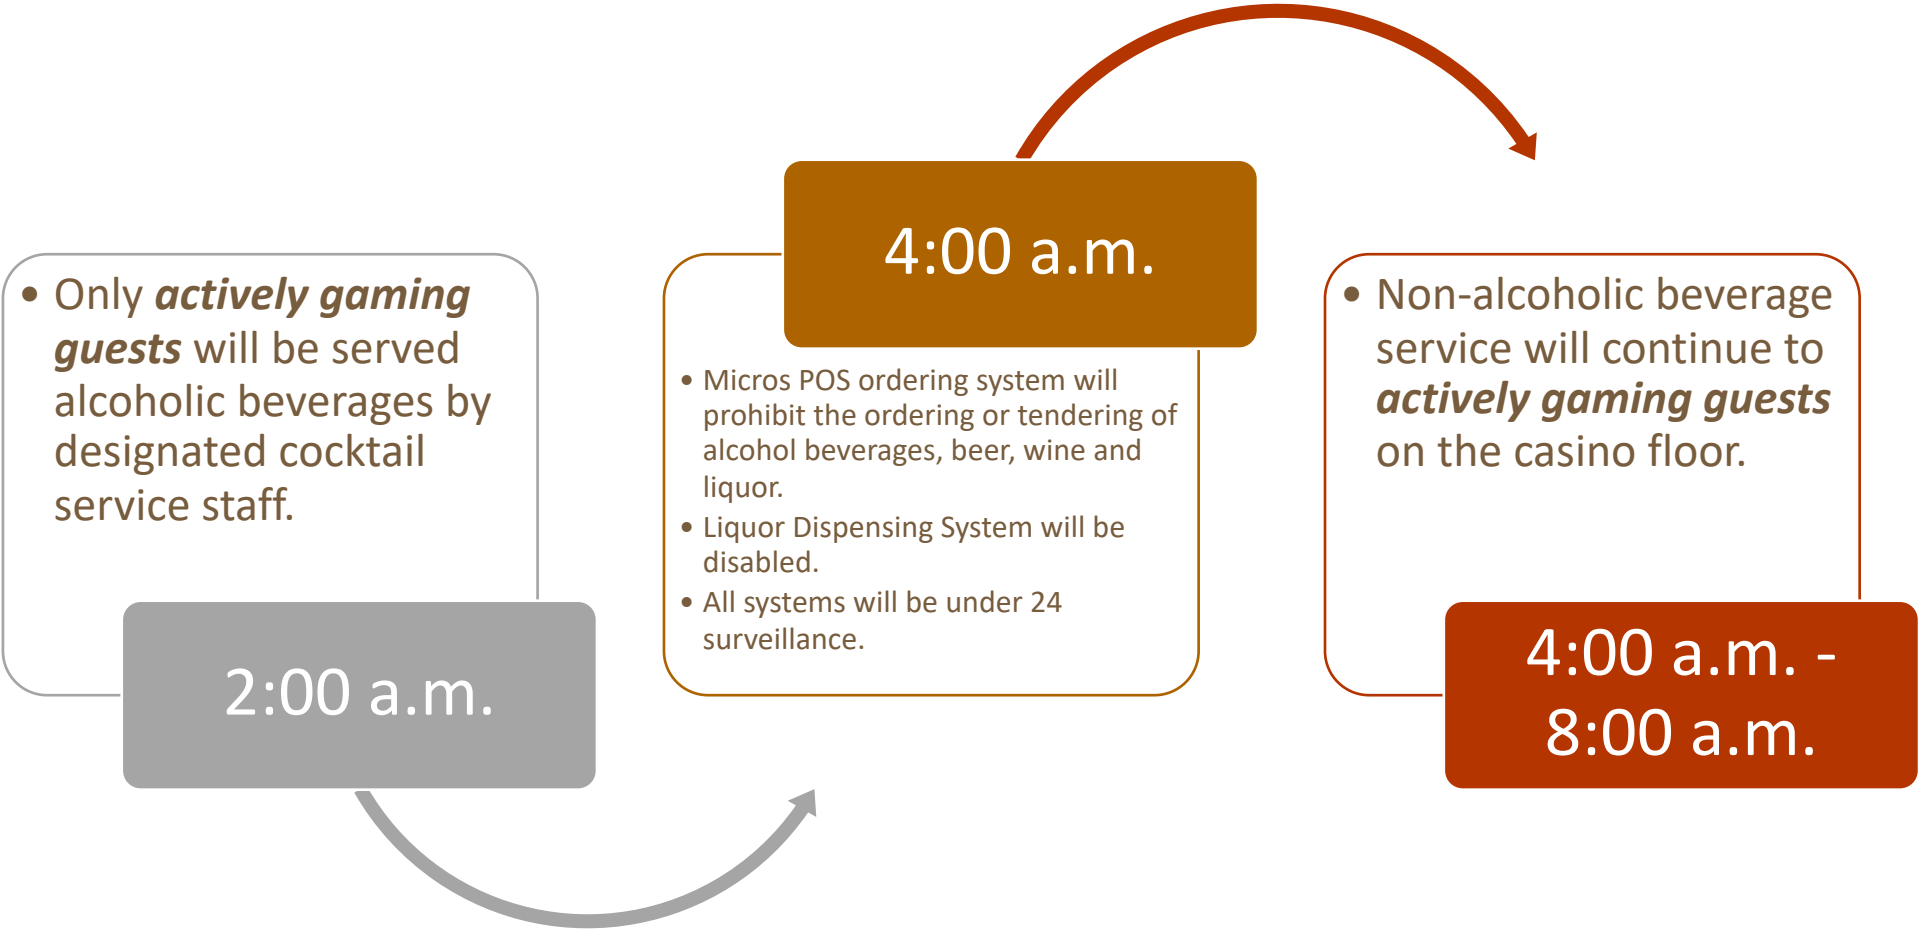 • Only actively gaming
guests will be served
alcoholic beverages by
designated cocktail
service staff.
2:00 a.m.
4:00 a.m.
• Micros POS ordering system will
prohibit the ordering or tendering of
alcohol beverages, beer, wine and
liquor.
• Liquor Dispensing System will be
disabled.
• All systems will be under 24
surveillance.
• Non-alcoholic beverage
service will continue to
actively gaming guests
on the casino floor.
4:00 a.m. -
8:00 a.m.